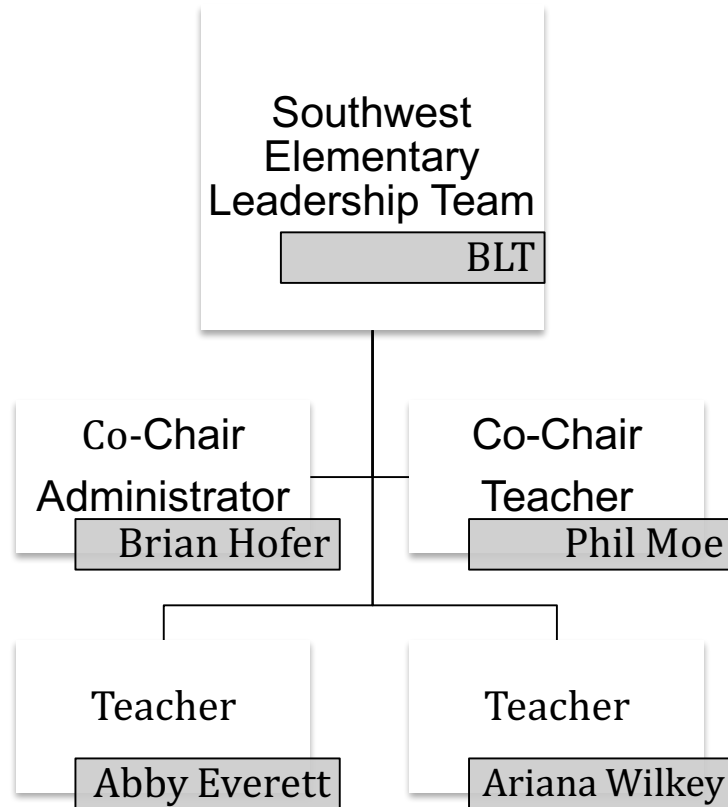 Southwest
Elementary
Leadership Team
BLT
Co-Chair
Administrator
Brian Hofer
Co-Chair
Teacher
Phil Moe
Teacher
Abby Everett
Teacher
Ariana Wilkey